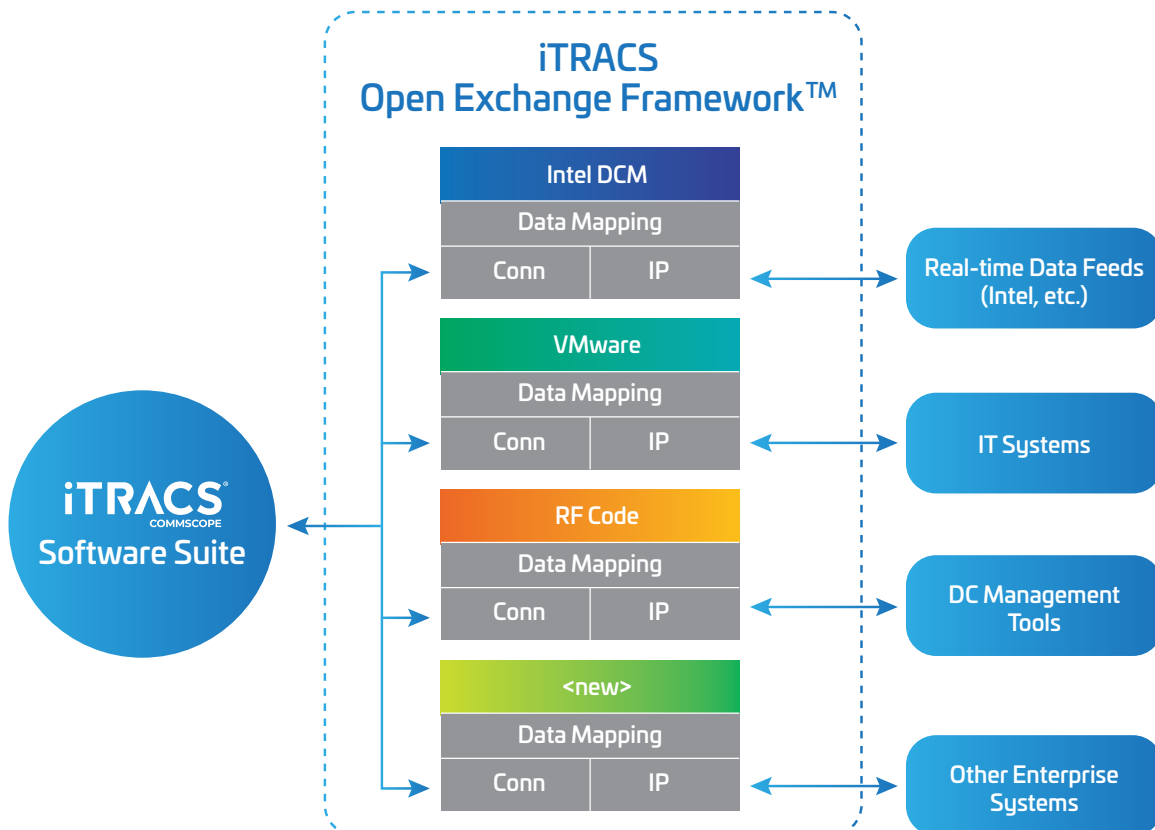 iTRACS
Open Exchange Framework™
Intel DCM
Data Mapping
Conn IP
Real-time Data Feeds
(Intel, etc.)
VMware
Data Mapping
Conn IP
IT Systems
iTRACS®
COMMSCOPE
Software Suite
RF Code
Data Mapping
Conn IP
DC Management
Tools
<new>
Data Mapping
Conn IP
Other Enterprise
Systems